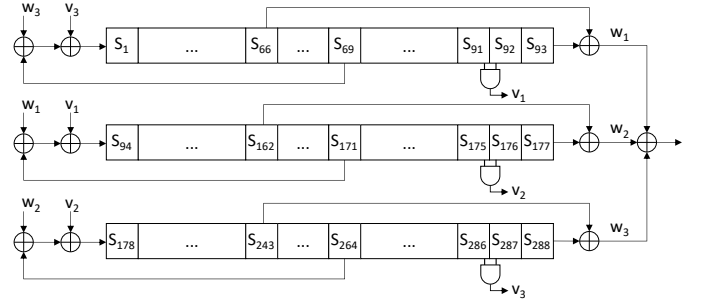 w₃ v₃
S₁ ... S₆₆ ... S₆₉ ... S₉₁ S₉₂ S₉₃ w₁
v₁
w₁ v₁
S₉₄ ... S₁₆₂ ... S₁₇₁ ... S₁₇₅ S₁₇₆ S₁₇₇ w₂
v₂
w₂ v₂
S₁₇₈ ... S₂₄₃ ... S₂₆₄ ... S₂₈₆ S₂₈₇ S₂₈₈ w₃
v₃